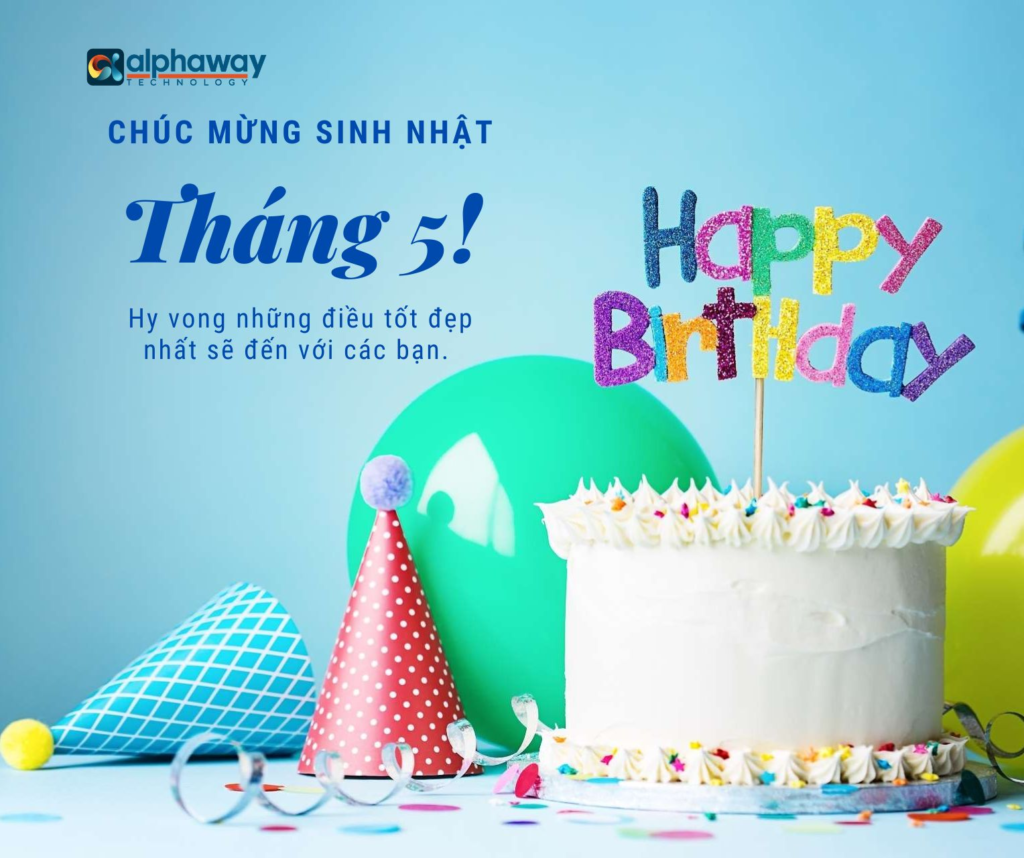 alphaway
TECHNOLOGY
CHÚC MỪNG SINH NHẬT
Tháng 5!
Hy vong những điều tốt đẹp
nhất sẽ đến với các bạn.
Happy
BirtHday